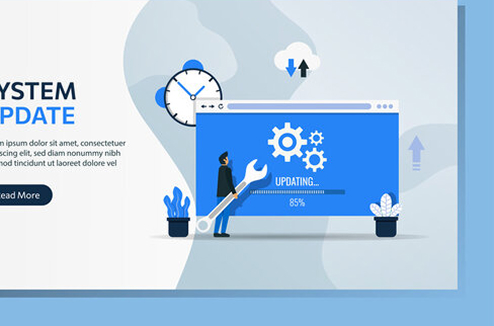 YSTEM
PDATE
m ipsum dolor sit amet, consectetuer
scing elit, sed diam nonummy nibh
mod tincidunt ut laoreet dolore vel
ead More
UPDATING...
85%